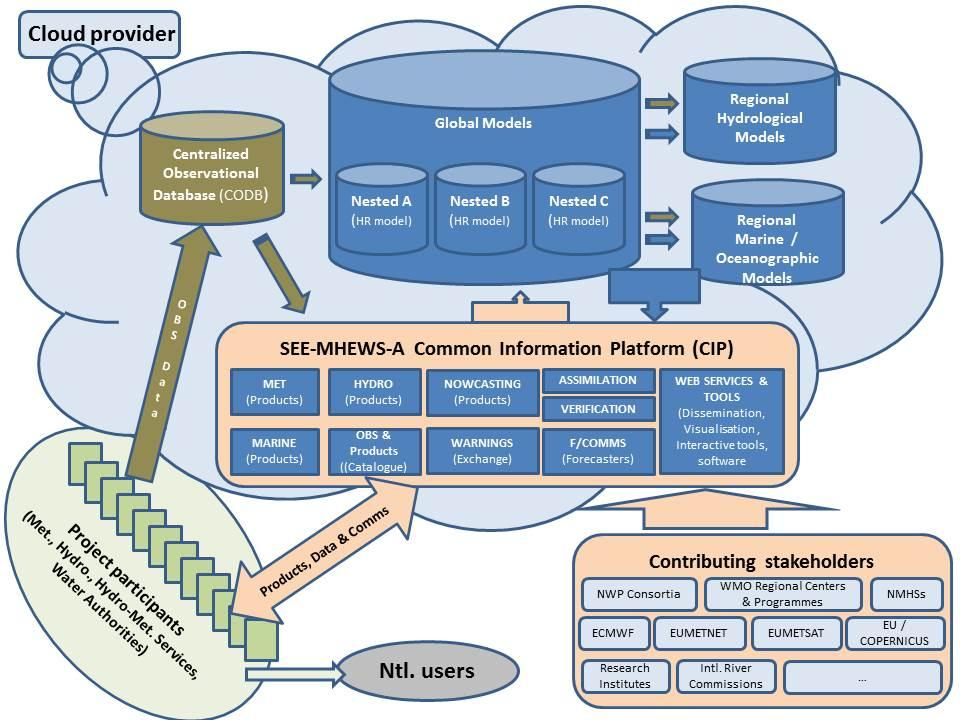 Cloud provider
Centralized
Observational
Database (CODB)
Global Models
Nested A
(HR model)
Nested B
(HR model)
Nested C
(HR model)
Regional
Hydrological
Models
Regional
Marine /
Oceanographic
Models
OBS Data
SEE-MHEWS-A Common Information Platform (CIP)
MET
(Products)
HYDRO
(Products)
NOWCASTING
(Products)
ASSIMILATION
VERIFICATION
WEB SERVICES &
TOOLS
(Dissemination,
Visualisation ,
Interactive tools,
software
MARINE
(Products)
OBS &
Products
((Catalogue)
WARNINGS
(Exchange)
F/COMMS
(Forecasters)
Project participants
(Met., Hydro., Hydro-Met. Services,
Water Authorities)
Products, Data & Comms
Ntl. users
Contributing stakeholders
NWP Consortia
WMO Regional Centers
& Programmes
NMHSs
ECMWF
EUMETNET
EUMETSAT
EU /
COPERNICUS
Research
Institutes
Intl. River
Commissions
...